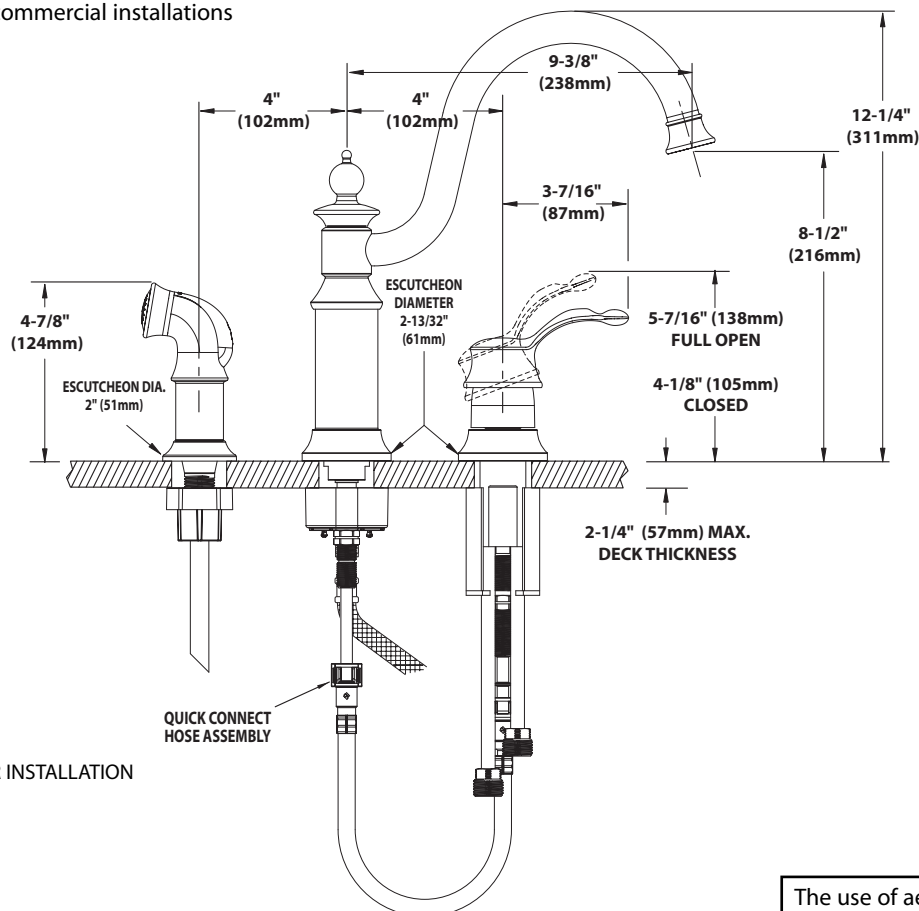 commercial installations
9-3/8"
(238mm)
4"
(102mm)
4"
(102mm)
12-1/4"
(311mm)
3-7/16"
(87mm)
8-1/2"
(216mm)
ESCUTCHEON
DIAMETER
2-13/32"
(61mm)
4-7/8"
(124mm)
5-7/16" (138mm)
FULL OPEN
ESCUTCHEON DIA.
2" (51mm)
4-1/8" (105mm)
CLOSED
2-1/4" (57mm) MAX.
DECK THICKNESS
QUICK CONNECT
HOSE ASSEMBLY
INSTALLATION
The use of